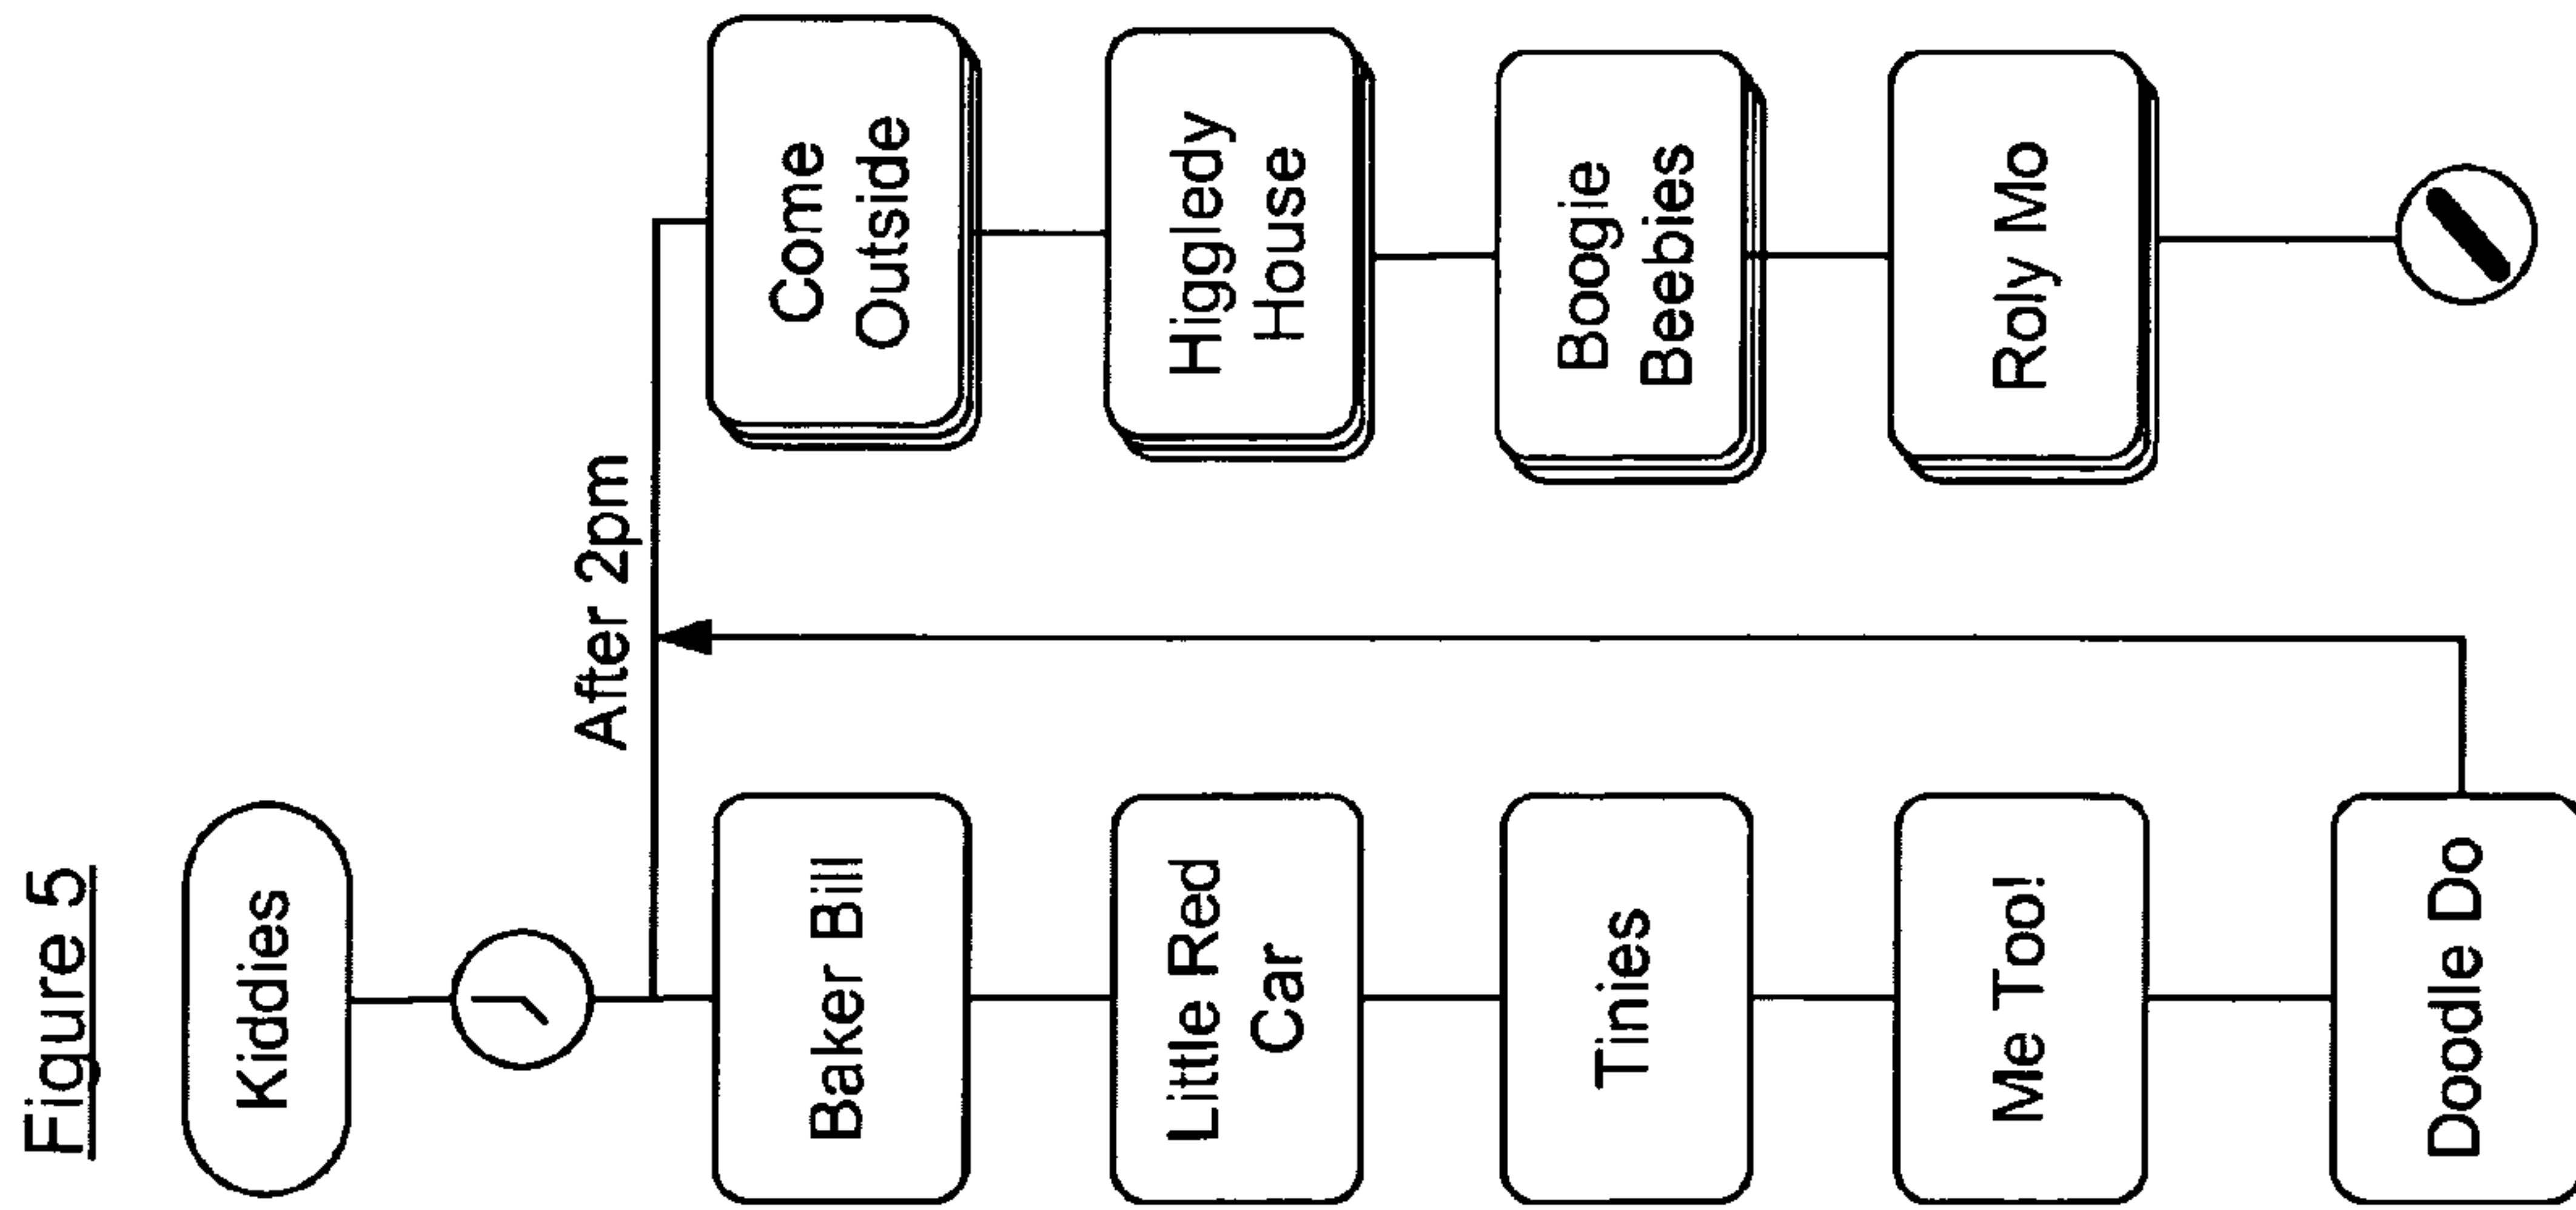 Figure 5
Kiddies
After 2pm
Baker Bill
Little Red
Car
Tinies
Me Too!
Doodle Do
Come
Outside
Higgledy
House
Boogie
Beebies
Roly Mo